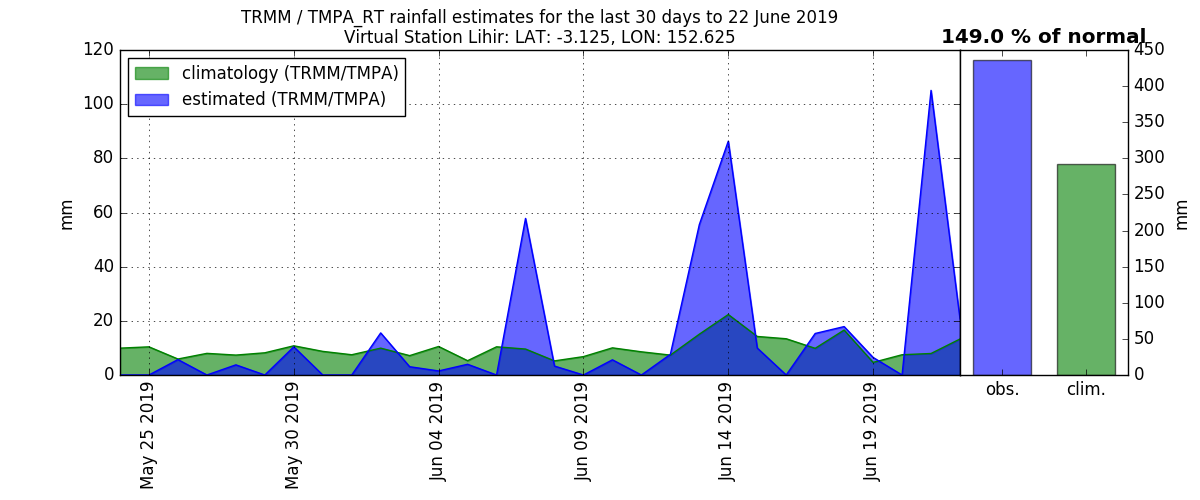 TRMM / TMPA_RT rainfall estimates for the last 30 days to 22 June 2019
Virtual Station Lihir: LAT: -3.125, LON: 152.625
149.0 % of normal
climatology (TRMM/TMPA)
estimated (TRMM/TMPA)
120
100
80
60
40
20
0
mm
May 25 2019
May 30 2019
Jun 04 2019
Jun 09 2019
Jun 14 2019
Jun 19 2019
450
400
350
300
250
200
150
100
50
0
mm
obs.
clim.